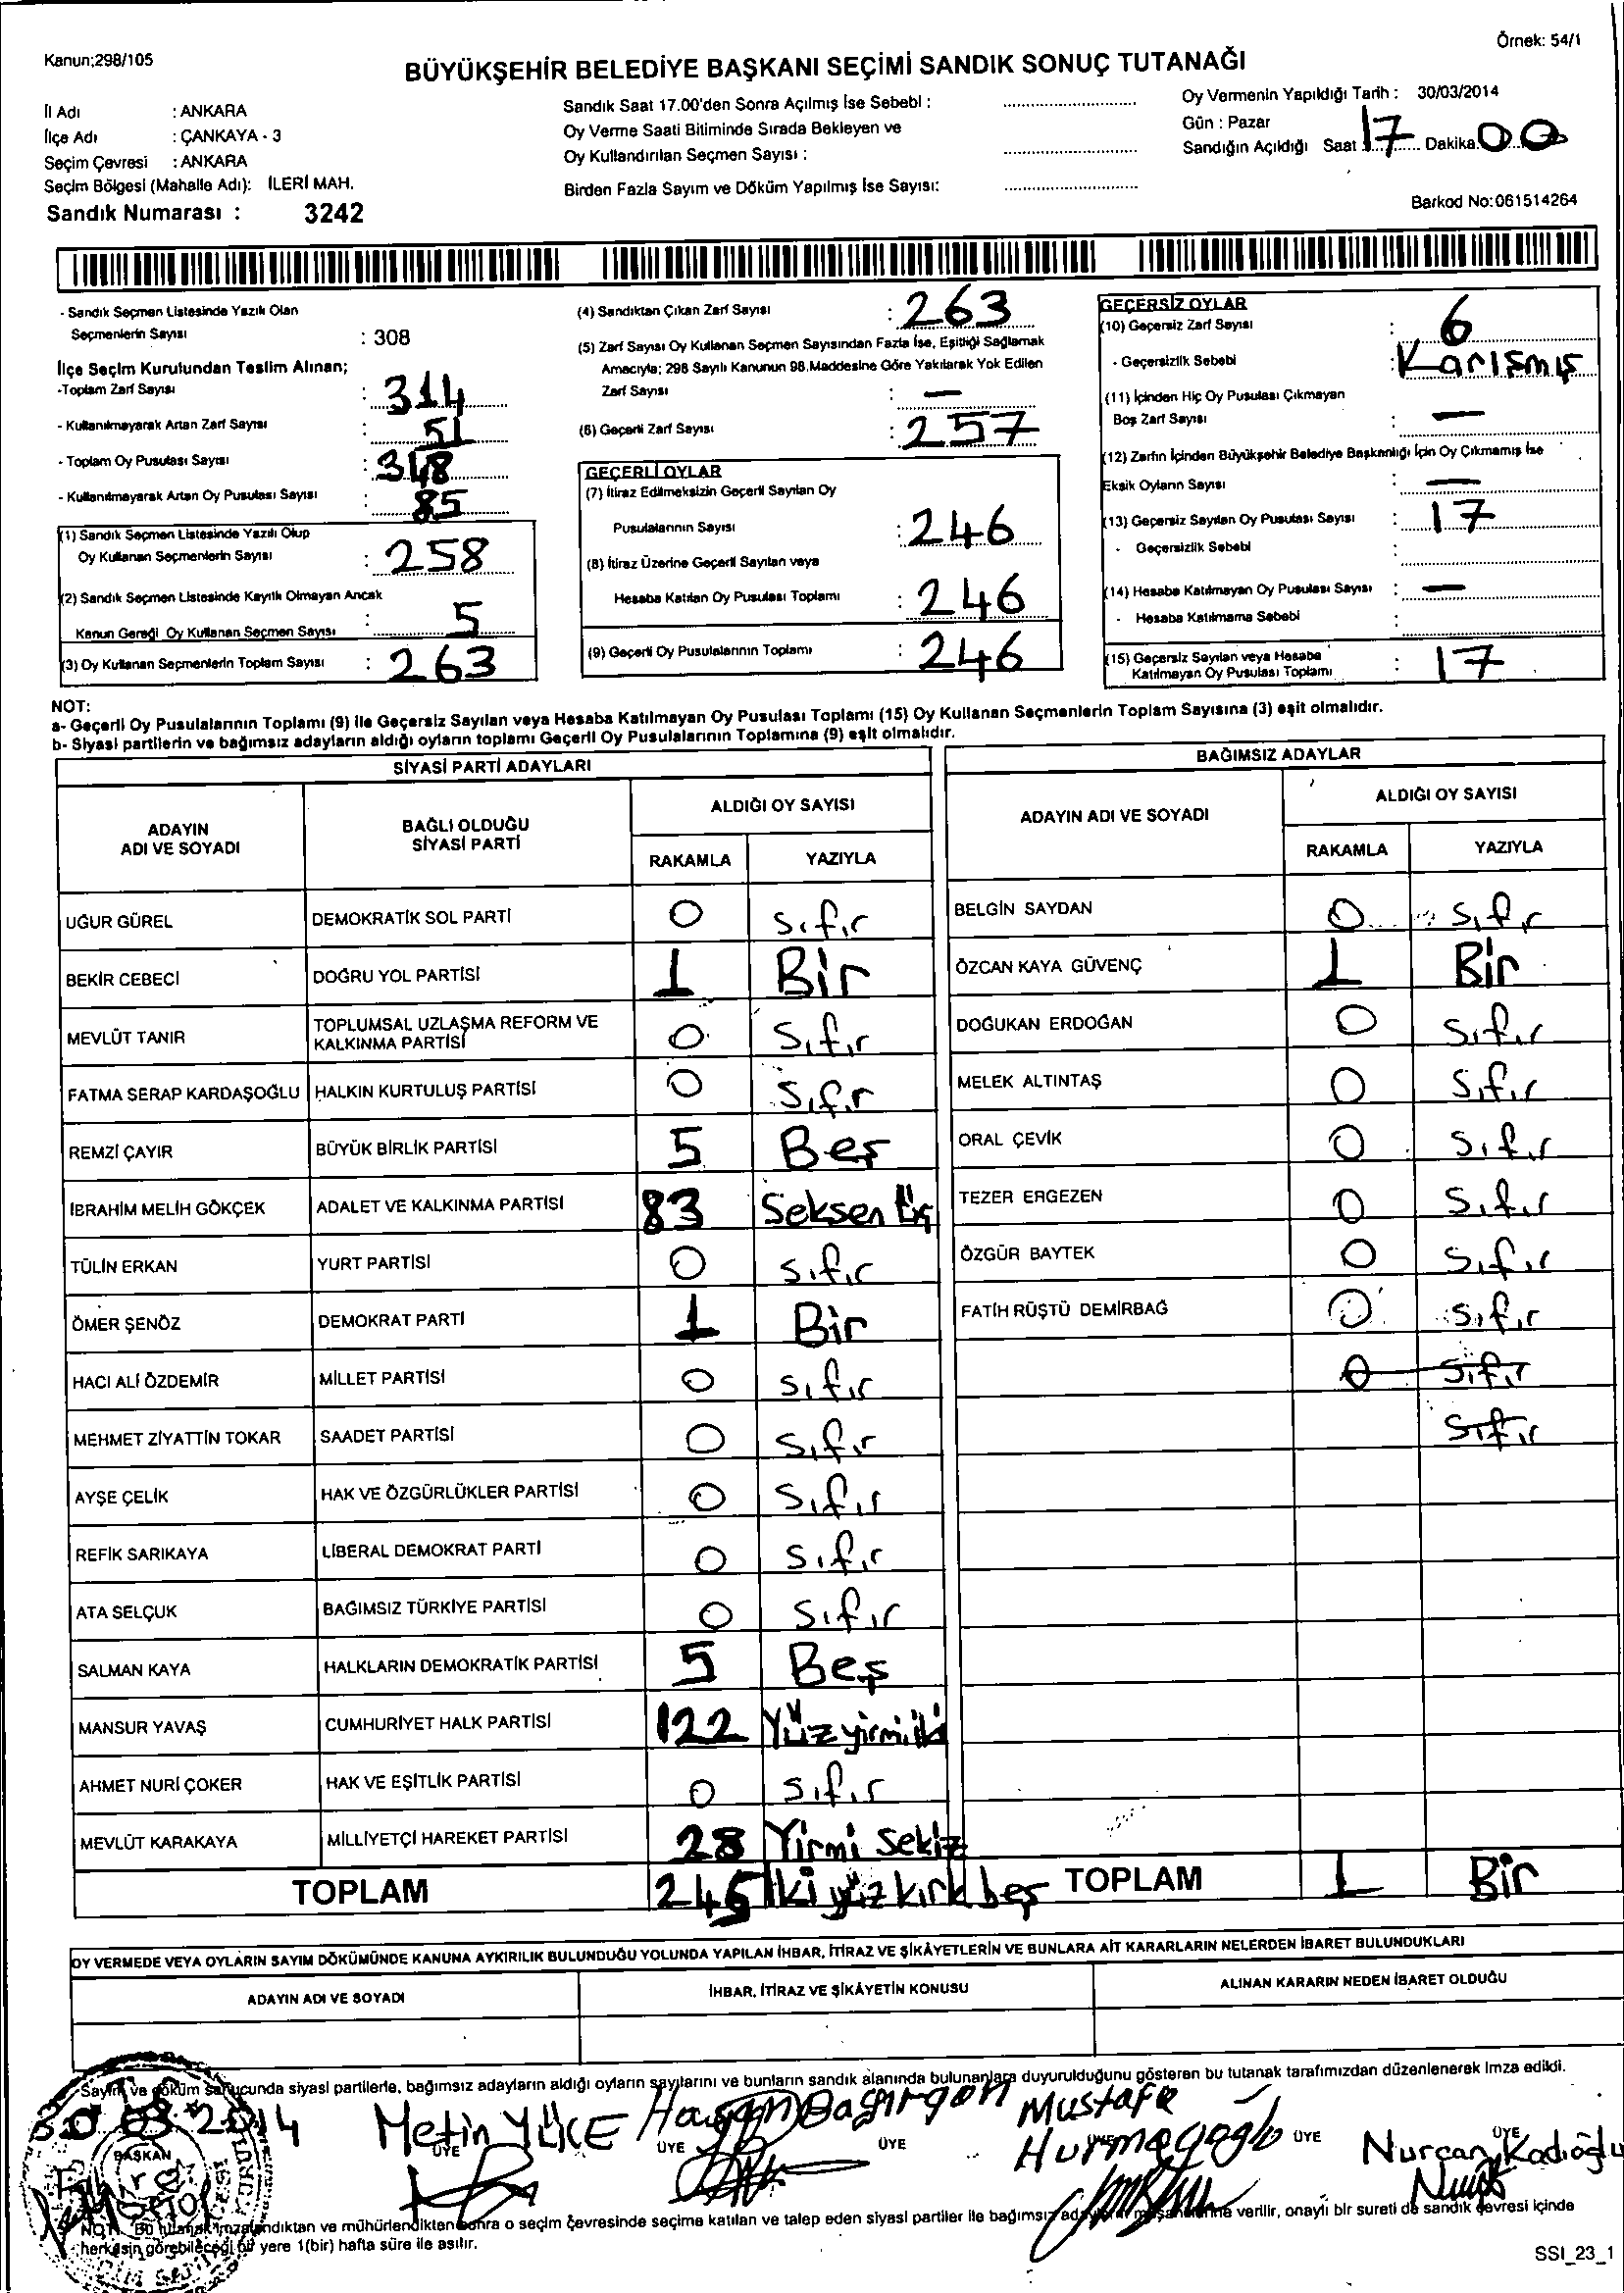 Kanun;298/105
Örnek: 54/1
BÜYÜKŞEHİR BELEDİYE BAŞKANI SEÇİMİ SANDIK SONUÇ TUTANAĞI
İl Adı : ANKARA
İlçe Adı : ÇANKAYA - 3
Seçim Çevresi : ANKARA
Seçim Bölgesi (Mahalle Adı): İLERİ MAH.
Sandık Numarası : 3242
Sandık Saat 17.00'den Sonra Açılmış İse Sebebi :
Oy Verme Saati Bitiminde Sırada Bekleyen ve
Oy Kullandırılan Seçmen Sayısı :
Birden Fazla Sayım ve Döküm Yapılmış İse Sayısı:
Oy Vermenin Yapıldığı Tarih : 30/03/2014
Gün : Pazar
Sandığın Açıldığı Saat 17 Dakika 00
Barkod No:061514264
- Sandık Seçmen Listesinde Yazılı Olan
Seçmenlerin Sayısı : 308
İlçe Seçim Kurulundan Teslim Alınan;
-Toplam Zarf Sayısı : 314
- Kullanılmayarak Artan Zarf Sayısı : 51
- Toplam Oy Pusulası Sayısı : 348
- Kullanılmayarak Artan Oy Pusulası Sayısı : 85
(1) Sandık Seçmen Listesinde Yazılı Olup
Oy Kullanan Seçmenlerin Sayısı : 258
(2) Sandık Seçmen Listesinde Kayıtlı Olmayan Ancak
Kanun Gereği Oy Kullanan Seçmen Sayısı : 5
(3) Oy Kullanan Seçmenlerin Toplam Sayısı : 263
(4) Sandıktan Çıkan Zarf Sayısı : 263
(5) Zarf Sayısı Oy Kullanan Seçmen Sayısından Fazla İse, Eşitliği Sağlamak
Amacıyla; 298 Sayılı Kanunun 98.Maddesine Göre Yakılarak Yok Edilen
Zarf Sayısı : —
(6) Geçerli Zarf Sayısı : 257
GEÇERLİ OYLAR
(7) İtiraz Edilmeksizin Geçerli Sayılan Oy
Pusulalarının Sayısı : 246
(8) İtiraz Üzerine Geçerli Sayılan veya
Hesaba Katılan Oy Pusulası Toplamı : 246
(9) Geçerli Oy Pusulalarının Toplamı : 246
GEÇERSİZ OYLAR
(10) Geçersiz Zarf Sayısı : 6
- Geçersizlik Sebebi : Karışmış
(11) İçinden Hiç Oy Pusulası Çıkmayan
Boş Zarf Sayısı : —
(12) Zarfın İçinden Büyükşehir Belediye Başkanlığı İçin Oy Çıkmamış İse
Eksik Oyların Sayısı : —
(13) Geçersiz Sayılan Oy Pusulası Sayısı : 17
- Geçersizlik Sebebi :
(14) Hesaba Katılmayan Oy Pusulası Sayısı : —
- Hesaba Katılmama Sebebi :
(15) Geçersiz Sayılan veya Hesaba
Katılmayan Oy Pusulası Toplamı : 17
NOT:
a- Geçerli Oy Pusulalarının Toplamı (9) ile Geçersiz Sayılan veya Hesaba Katılmayan Oy Pusulası Toplamı (15) Oy Kullanan Seçmenlerin Toplam Sayısına (3) eşit olmalıdır.
b- Siyasi partilerin ve bağımsız adayların aldığı oyların toplamı Geçerli Oy Pusulalarının Toplamına (9) eşit olmalıdır.
SİYASİ PARTİ ADAYLARI
ADAYIN ADI VE SOYADI BAĞLI OLDUĞU SİYASİ PARTİ ALDIĞI OY SAYISI
RAKAMLA YAZIYLA
UĞUR GÜREL DEMOKRATİK SOL PARTİ 0 Sıfır
BEKİR CEBECİ DOĞRU YOL PARTİSİ 1 Bir
MEVLÜT TANIR TOPLUMSAL UZLAŞMA REFORM VE KALKINMA PARTİSİ 0 Sıfır
FATMA SERAP KARDAŞOĞLU HALKIN KURTULUŞ PARTİSİ 0 Sıfır
REMZİ ÇAYIR BÜYÜK BİRLİK PARTİSİ 5 Beş
İBRAHİM MELİH GÖKÇEK ADALET VE KALKINMA PARTİSİ 83 Seksen Üç
TÜLİN ERKAN YURT PARTİSİ 0 Sıfır
ÖMER ŞENÖZ DEMOKRAT PARTİ 1 Bir
HACI ALİ ÖZDEMİR MİLLET PARTİSİ 0 Sıfır
MEHMET ZİYATTİN TOKAR SAADET PARTİSİ 0 Sıfır
AYŞE ÇELİK HAK VE ÖZGÜRLÜKLER PARTİSİ 0 Sıfır
REFİK SARIKAYA LİBERAL DEMOKRAT PARTİ 0 Sıfır
ATA SELÇUK BAĞIMSIZ TÜRKİYE PARTİSİ 0 Sıfır
SALMAN KAYA HALKLARIN DEMOKRATİK PARTİSİ 5 Beş
MANSUR YAVAŞ CUMHURİYET HALK PARTİSİ 122 Yüz yirmi iki
AHMET NURİ ÇOKER HAK VE EŞİTLİK PARTİSİ 0 Sıfır
MEVLÜT KARAKAYA MİLLİYETÇİ HAREKET PARTİSİ 28 Yirmi Sekiz
TOPLAM 245 İki yüz kırk beş
BAĞIMSIZ ADAYLAR
ADAYIN ADI VE SOYADI ALDIĞI OY SAYISI
RAKAMLA YAZIYLA
BELGİN SAYDAN 0 Sıfır
ÖZCAN KAYA GÜVENÇ 1 Bir
DOĞUKAN ERDOĞAN 0 Sıfır
MELEK ALTINTAŞ 0 Sıfır
ORAL ÇEVİK 0 Sıfır
TEZER ERGEZEN 0 Sıfır
ÖZGÜR BAYTEK 0 Sıfır
FATİH RÜŞTÜ DEMİRBAĞ 0 Sıfır
0 Sıfır
Sıfır
TOPLAM 1 Bir
OY VERMEDE VEYA OYLARIN SAYIM DÖKÜMÜNDE KANUNA AYKIRILIK BULUNDUĞU YOLUNDA YAPILAN İHBAR, İTİRAZ VE ŞİKÂYETLERİN VE BUNLARA AİT KARARLARIN NELERDEN İBARET BULUNDUKLARI
ADAYIN ADI VE SOYADI İHBAR, İTİRAZ VE ŞİKÂYETİN KONUSU ALINAN KARARIN NEDEN İBARET OLDUĞU
Sayım ve döküm sonucunda siyasi partilerle, bağımsız adayların aldığı oyların sayılarını ve bunların sandık alanında bulunanlara duyurulduğunu gösteren bu tutanak tarafımızdan düzenlenerek imza edildi.
30 03 2014
Metin YÜCE Hasan Bağırgan Mustafa
Hurmaoğlu
Nurcan Kadıoğlu
BAŞKAN ÜYE ÜYE ÜYE ÜYE ÜYE
NOT: Bu tutanak imzalandıktan ve mühürlendikten sonra o seçim çevresinde seçime katılan ve talep eden siyasi partiler ile bağımsız verilir, onaylı bir sureti de sandık çevresi içinde
herkesin görebileceği bir yere 1(bir) hafta süre ile asılır.
SSI_23_1